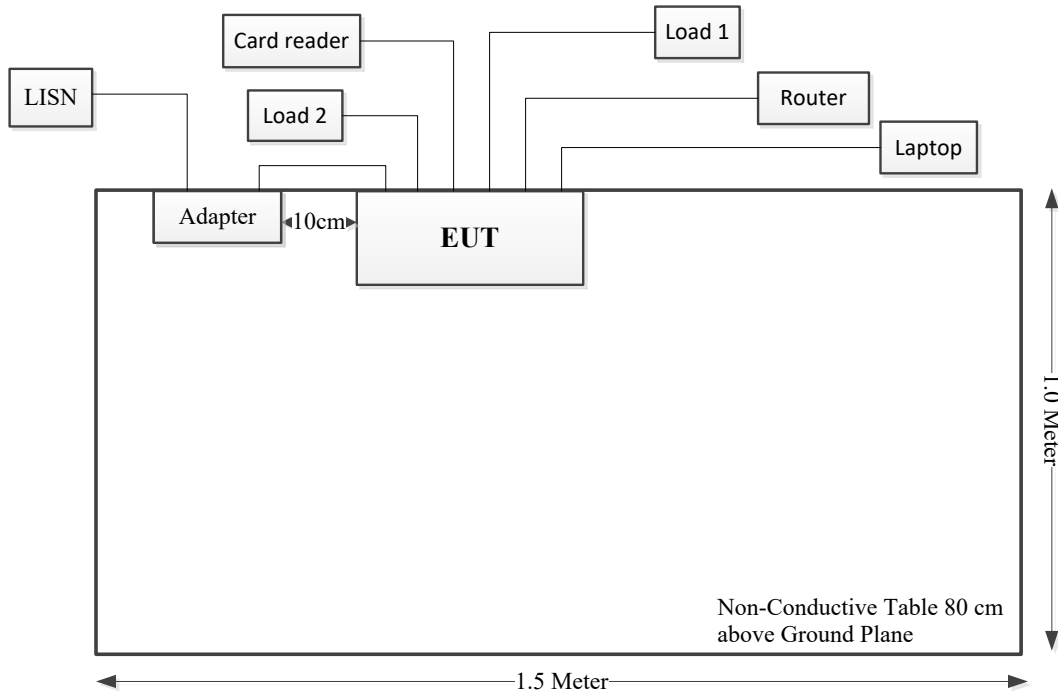 Load 1
Card reader
LISN
Router
Load 2
Laptop
Adapter
10cm
EUT
1.0 Meter
Non-Conductive Table 80 cm
above Ground Plane
1.5 Meter